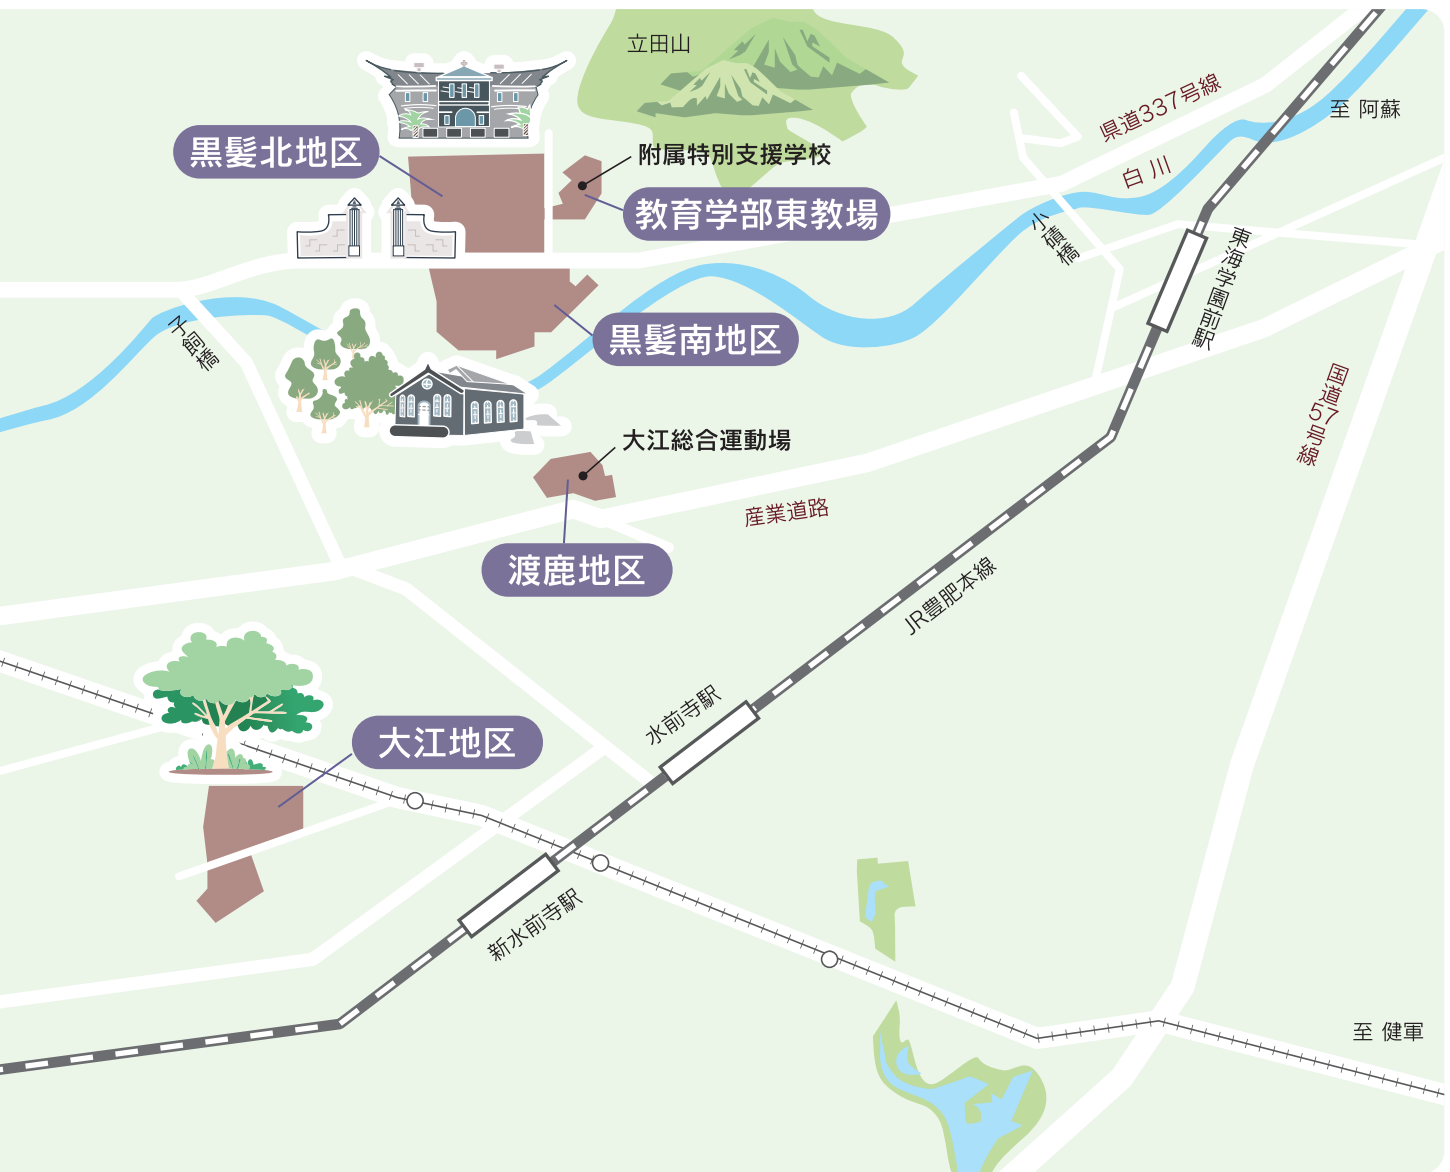 立田山
県道337号線
至 阿蘇
黒髪北地区
附属特別支援学校
白川
教育学部東教場
小磧橋
東海学園前駅
子飼橋
黒髪南地区
国道57号線
大江総合運動場
産業道路
渡鹿地区
JR豊肥本線
水前寺駅
大江地区
新水前寺駅
至 健軍